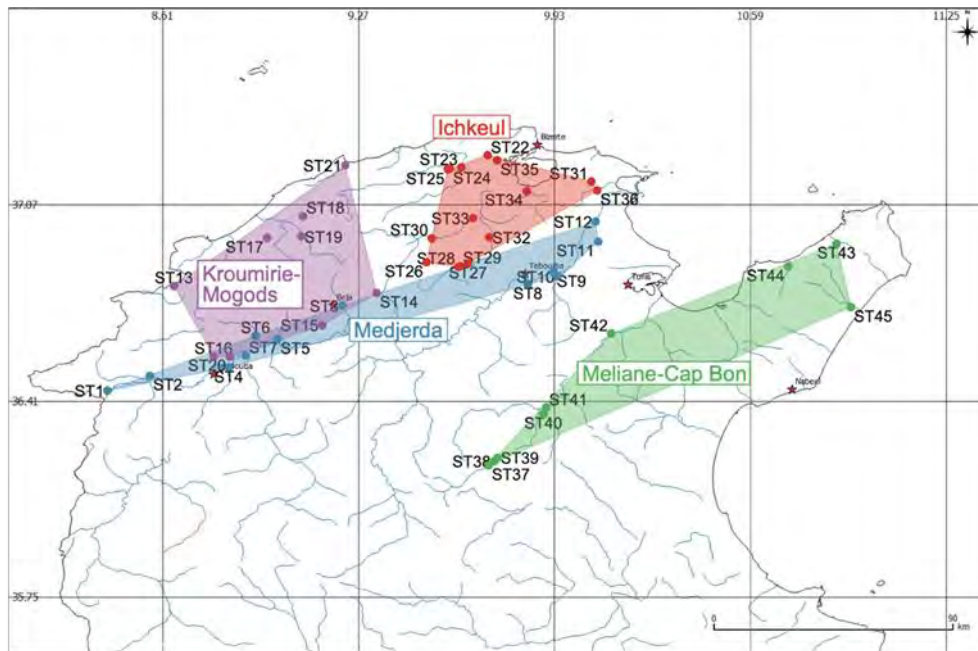 8.61 9.27 9.93 10.59 11.25
N
Ichkeul
Bizerte
ST21
ST23
ST22
ST25
ST24
ST35
ST31
37.07
ST34
ST36
ST18
ST33
ST12
ST17
ST19
ST30
ST32
ST11
ST43
ST13
ST26
ST28
ST29
ST27
Tebourba
ST10
ST9
ST44
Kroumirie-
Mogods
ST14
ST8
Tunis
Beja
ST6
ST15
Medjerda
ST42
ST45
ST7
ST5
ST16
ST20
ST4
Meliane-Cap Bon
ST1
ST2
Nabeul
36.41
ST41
ST40
ST38
ST39
ST37
35.75
0 90
km